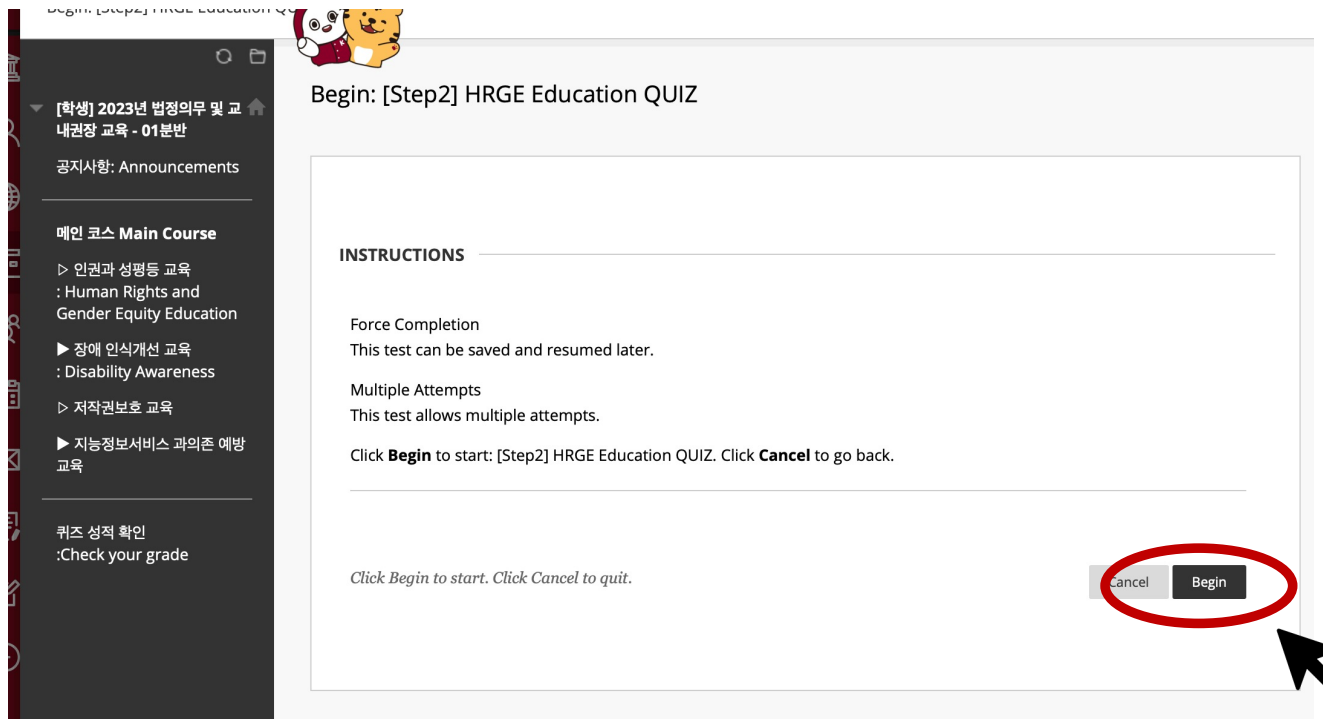 Begin: [Step2] HRGE Education QU
[학생] 2023년 법정의무 및 교
내권장 교육 - 01분반
공지사항: Announcements
메인 코스 Main Course
▷ 인권과 성평등 교육
: Human Rights and
Gender Equity Education
▶ 장애 인식개선 교육
: Disability Awareness
▷ 저작권보호 교육
▶ 지능정보서비스 과의존 예방
교육
퀴즈 성적 확인
:Check your grade
Begin: [Step2] HRGE Education QUIZ
INSTRUCTIONS
Force Completion
This test can be saved and resumed later.
Multiple Attempts
This test allows multiple attempts.
Click Begin to start: [Step2] HRGE Education QUIZ. Click Cancel to go back.
Click Begin to start. Click Cancel to quit.
Cancel Begin